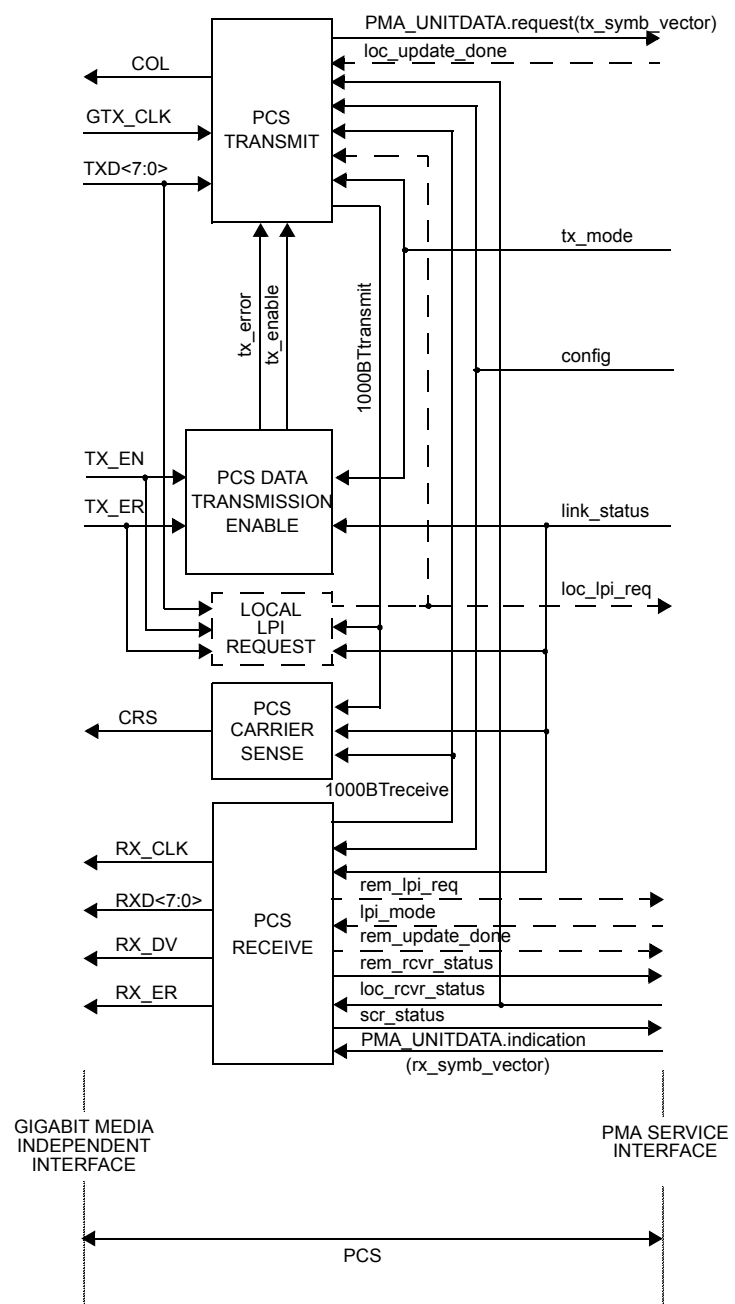 PMA_UNITDATA.request(tx_symb_vector)
loc_update_done
COL
PCS
TRANSMIT
GTX_CLK
TXD<7:0>
tx_mode
tx_error
tx_enable
1000BTtransmit
config
TX_EN
PCS DATA
TRANSMISSION
ENABLE
TX_ER
link_status
LOCAL
LPI
REQUEST
loc_lpi_req
PCS
CARRIER
SENSE
CRS
1000BTreceive
RX_CLK
RXD<7:0>
RX_DV
RX_ER
PCS
RECEIVE
rem_lpi_req
lpi_mode
rem_update_done
rem_rcvr_status
loc_rcvr_status
scr_status
PMA_UNITDATA.indication
(rx_symb_vector)
GIGABIT MEDIA
INDEPENDENT
INTERFACE
PMA SERVICE
INTERFACE
PCS